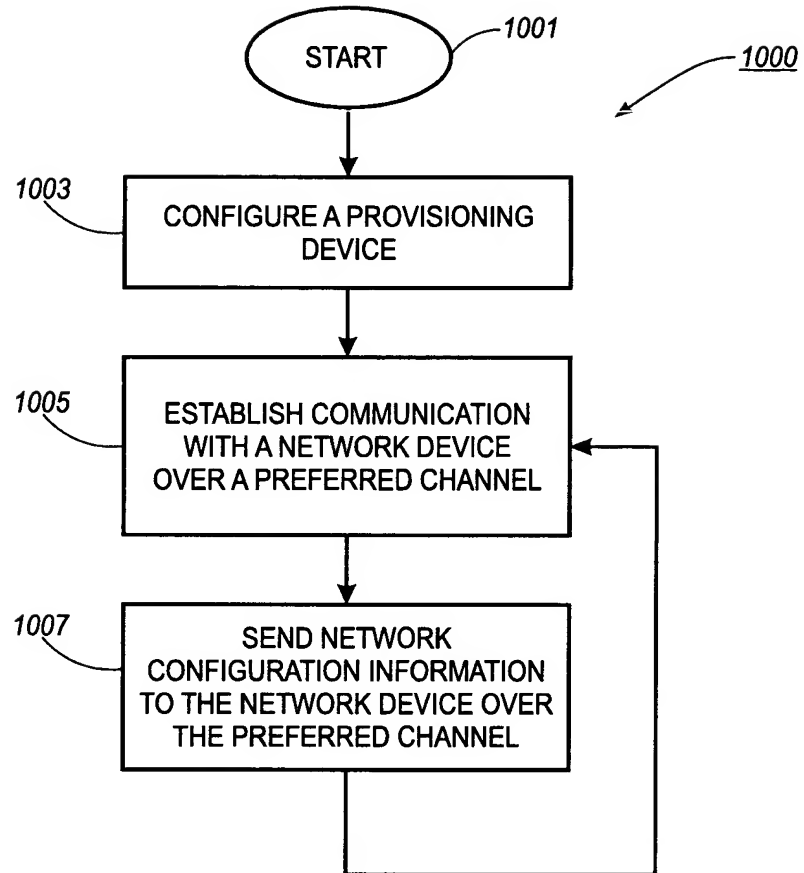 START
1001
1000
1003
CONFIGURE A PROVISIONING
DEVICE
1005
ESTABLISH COMMUNICATION
WITH A NETWORK DEVICE
OVER A PREFERRED CHANNEL
1007
SEND NETWORK
CONFIGURATION INFORMATION
TO THE NETWORK DEVICE OVER
THE PREFERRED CHANNEL